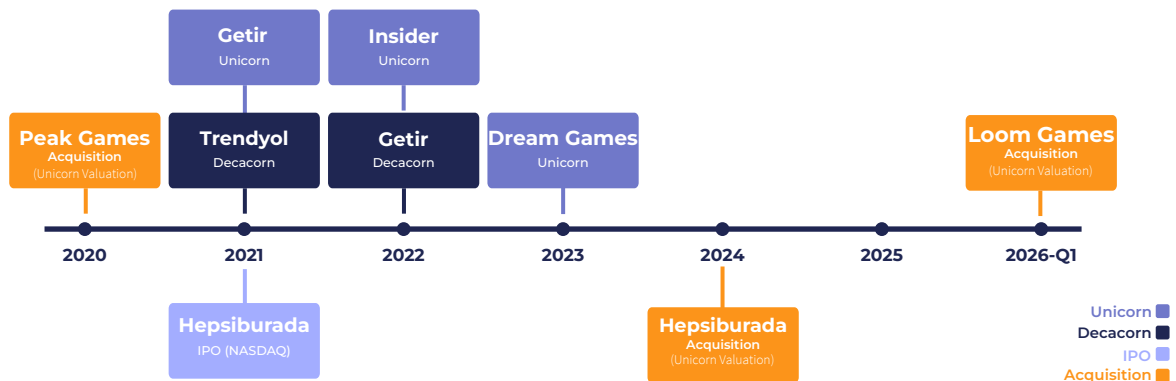 Getir
Unicorn
Insider
Unicorn
Peak Games
Acquisition
(Unicorn Valuation)
Trendyol
Decacorn
Getir
Decacorn
Dream Games
Unicorn
Loom Games
Acquisition
(Unicorn Valuation)
2020
2021
2022
2023
2024
2025
2026-Q1
Hepsiburada
IPO (NASDAQ)
Hepsiburada
Acquisition
(Unicorn Valuation)
Unicorn
Decacorn
IPO
Acquisition